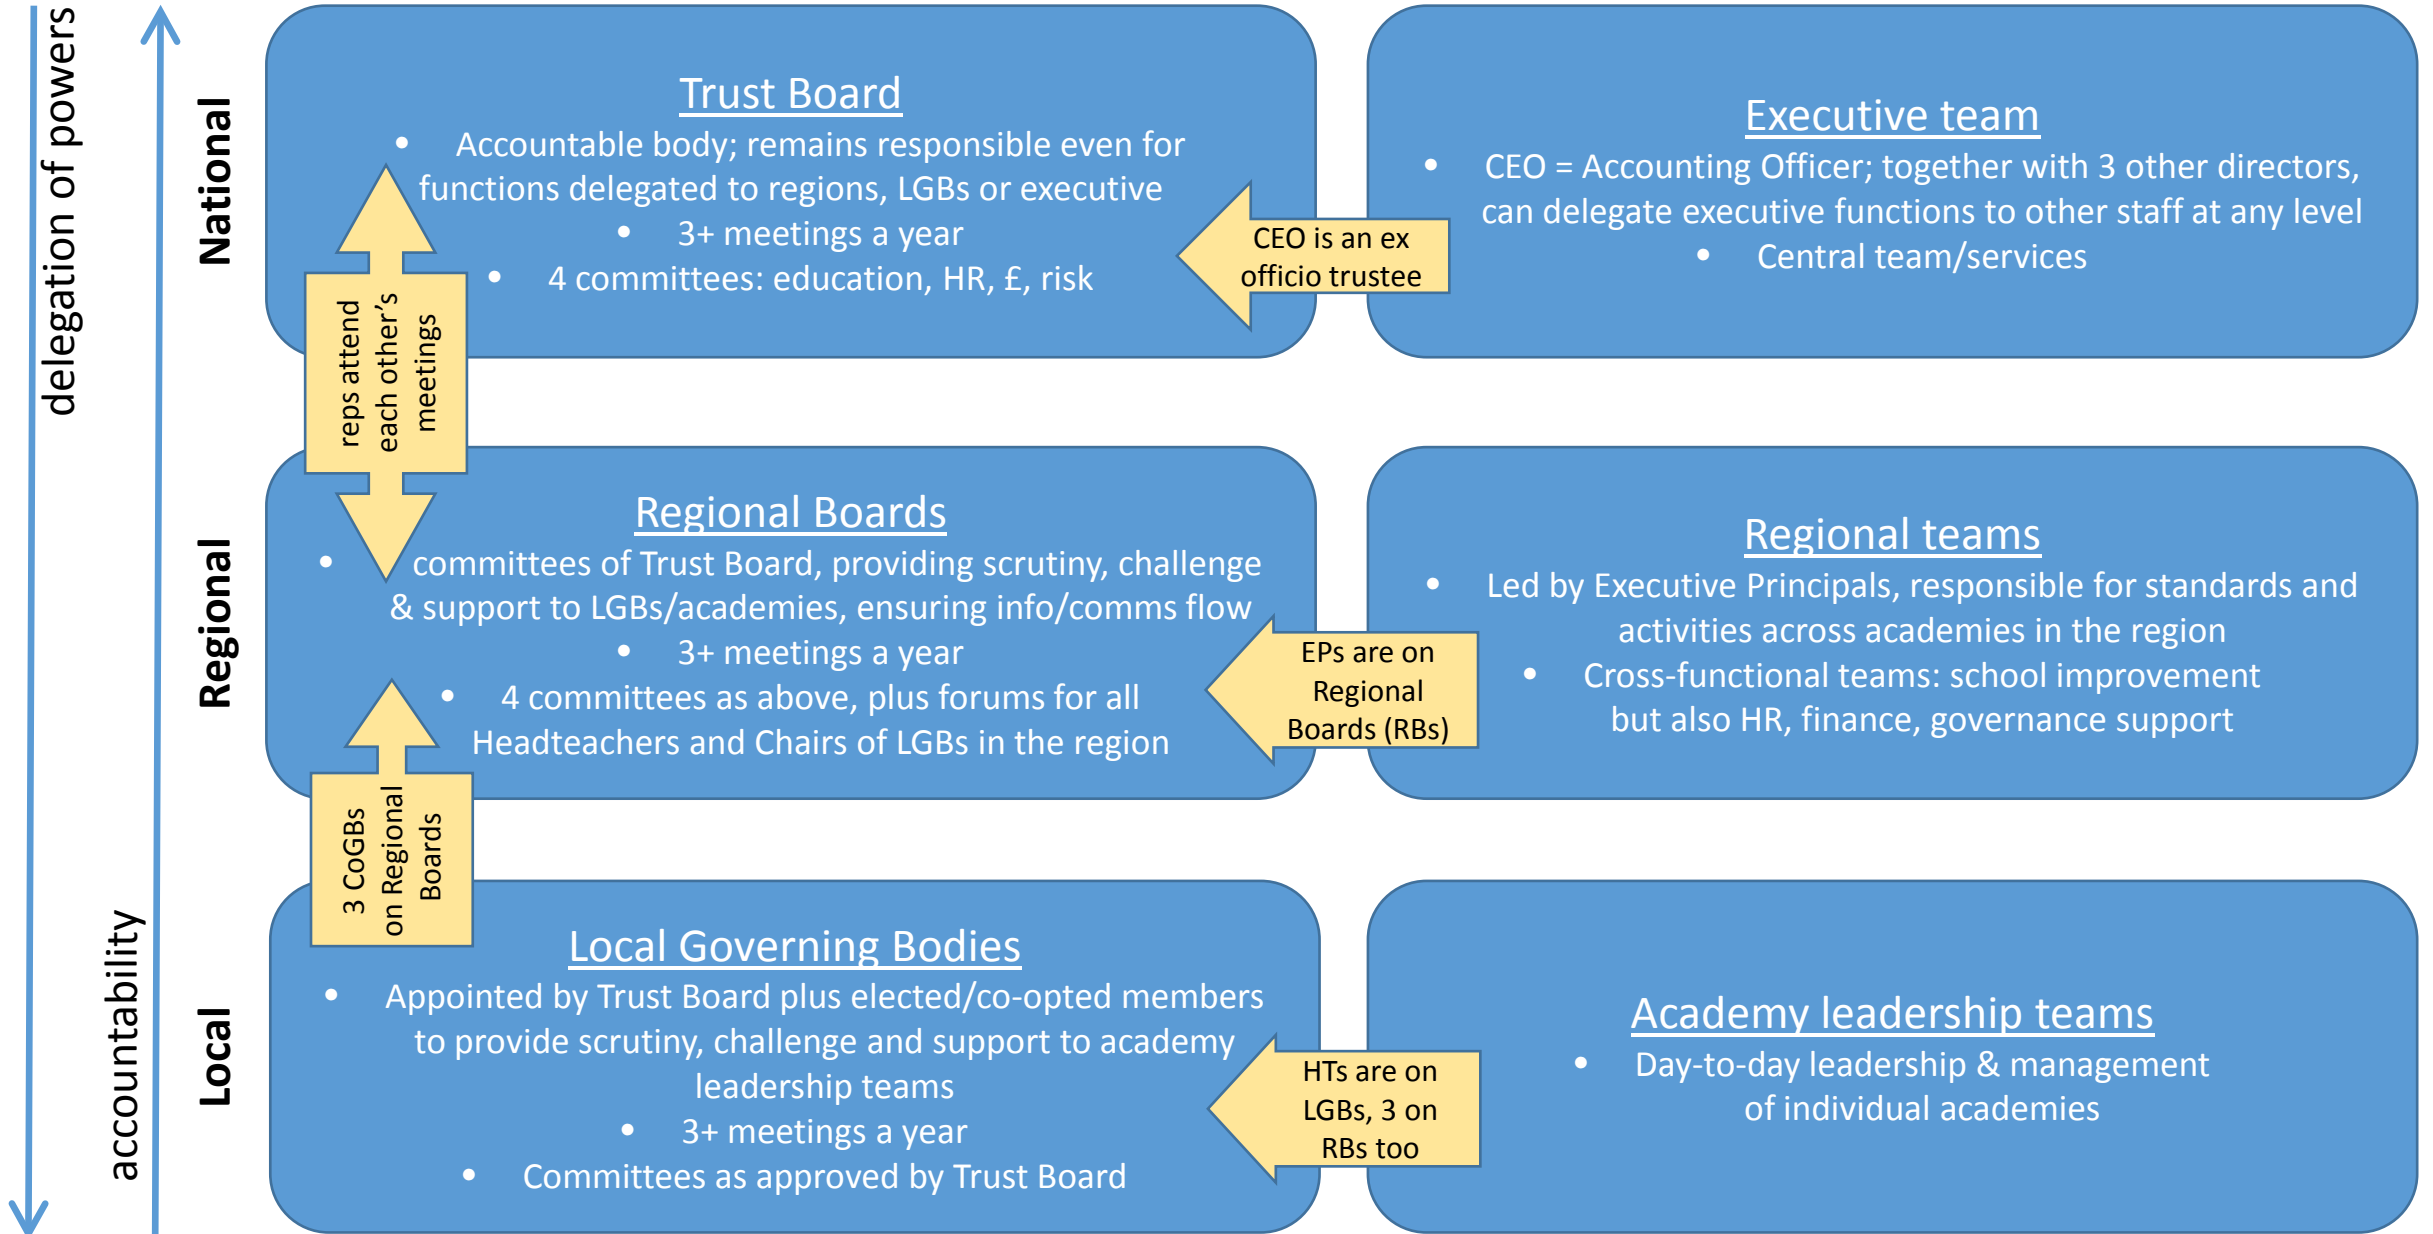 delegation of powers
accountability
National
Trust Board
• Accountable body; remains responsible even for
functions delegated to regions, LGBs or executive
• 3+ meetings a year
• 4 committees: education, HR, £, risk
CEO is an ex
officio trustee
Executive team
• CEO = Accounting Officer; together with 3 other directors,
can delegate executive functions to other staff at any level
• Central team/services
reps attend
each other’s
meetings
Regional
Regional Boards
• committees of Trust Board, providing scrutiny, challenge
& support to LGBs/academies, ensuring info/comms flow
• 3+ meetings a year
• 4 committees as above, plus forums for all
Headteachers and Chairs of LGBs in the region
EPs are on
Regional
Boards (RBs)
Regional teams
• Led by Executive Principals, responsible for standards and
activities across academies in the region
• Cross-functional teams: school improvement
but also HR, finance, governance support
3 CoGBs
on Regional
Boards
Local
Local Governing Bodies
• Appointed by Trust Board plus elected/co-opted members
to provide scrutiny, challenge and support to academy
leadership teams
• 3+ meetings a year
• Committees as approved by Trust Board
HTs are on
LGBs, 3 on
RBs too
Academy leadership teams
• Day-to-day leadership & management
of individual academies